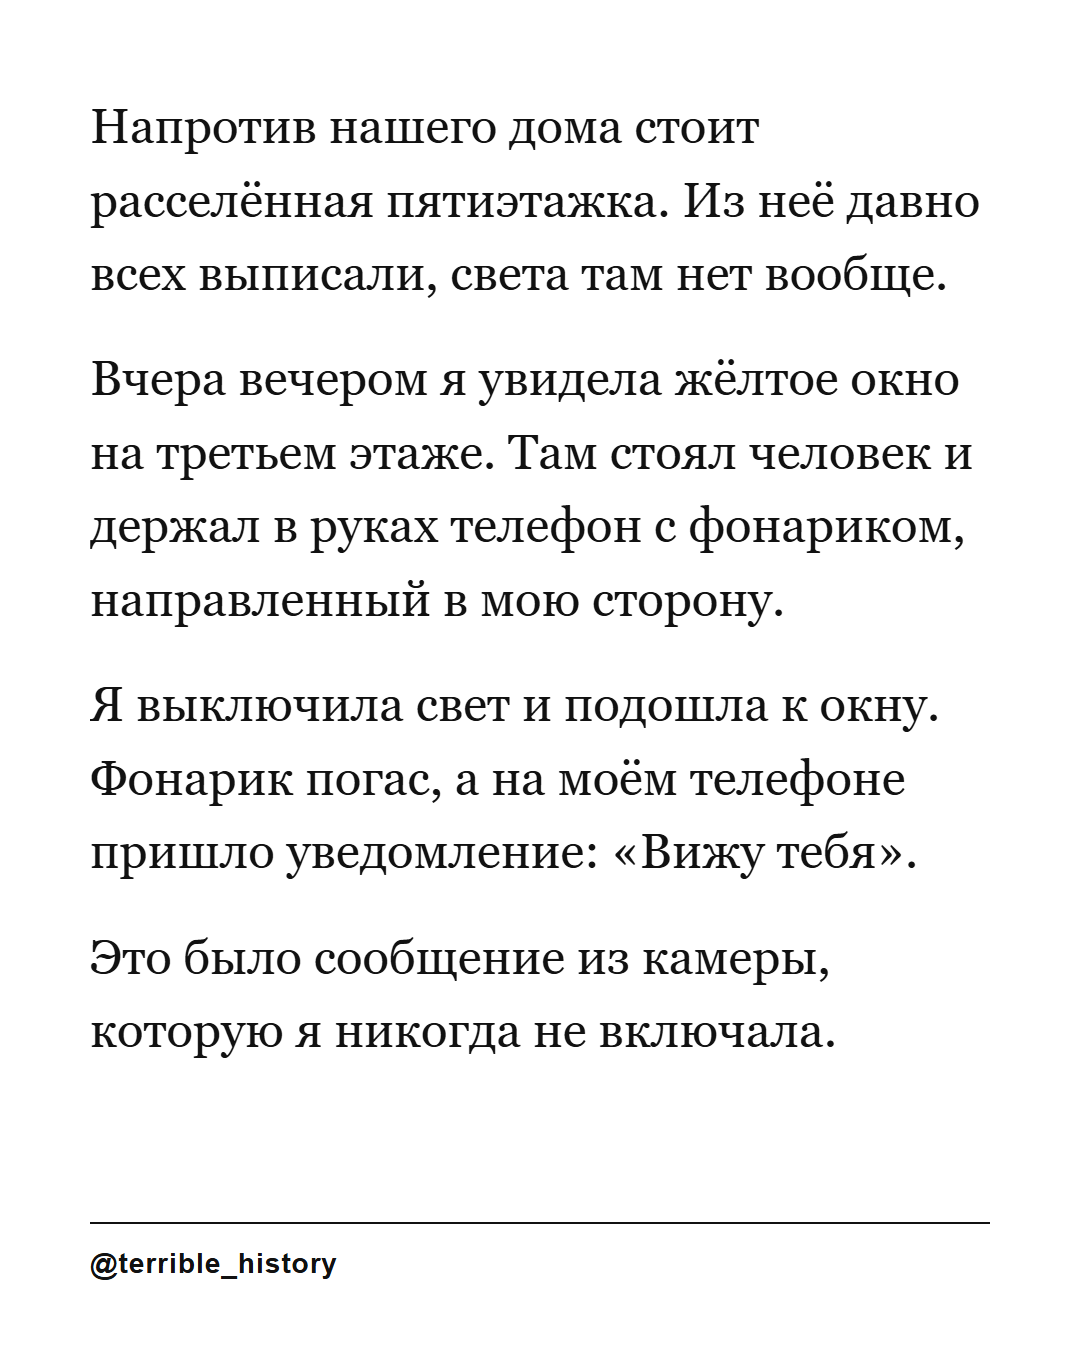 Напротив нашего дома стоит
расселённая пятиэтажка. Из неё давно
всех выписали, света там нет вообще.
Вчера вечером я увидела жёлтое окно
на третьем этаже. Там стоял человек и
держал в руках телефон с фонариком,
направленный в мою сторону.
Я выключила свет и подошла к окну.
Фонарик погас, а на моём телефоне
пришло уведомление: «Вижу тебя».
Это было сообщение из камеры,
которую я никогда не включала.
@terrible_history